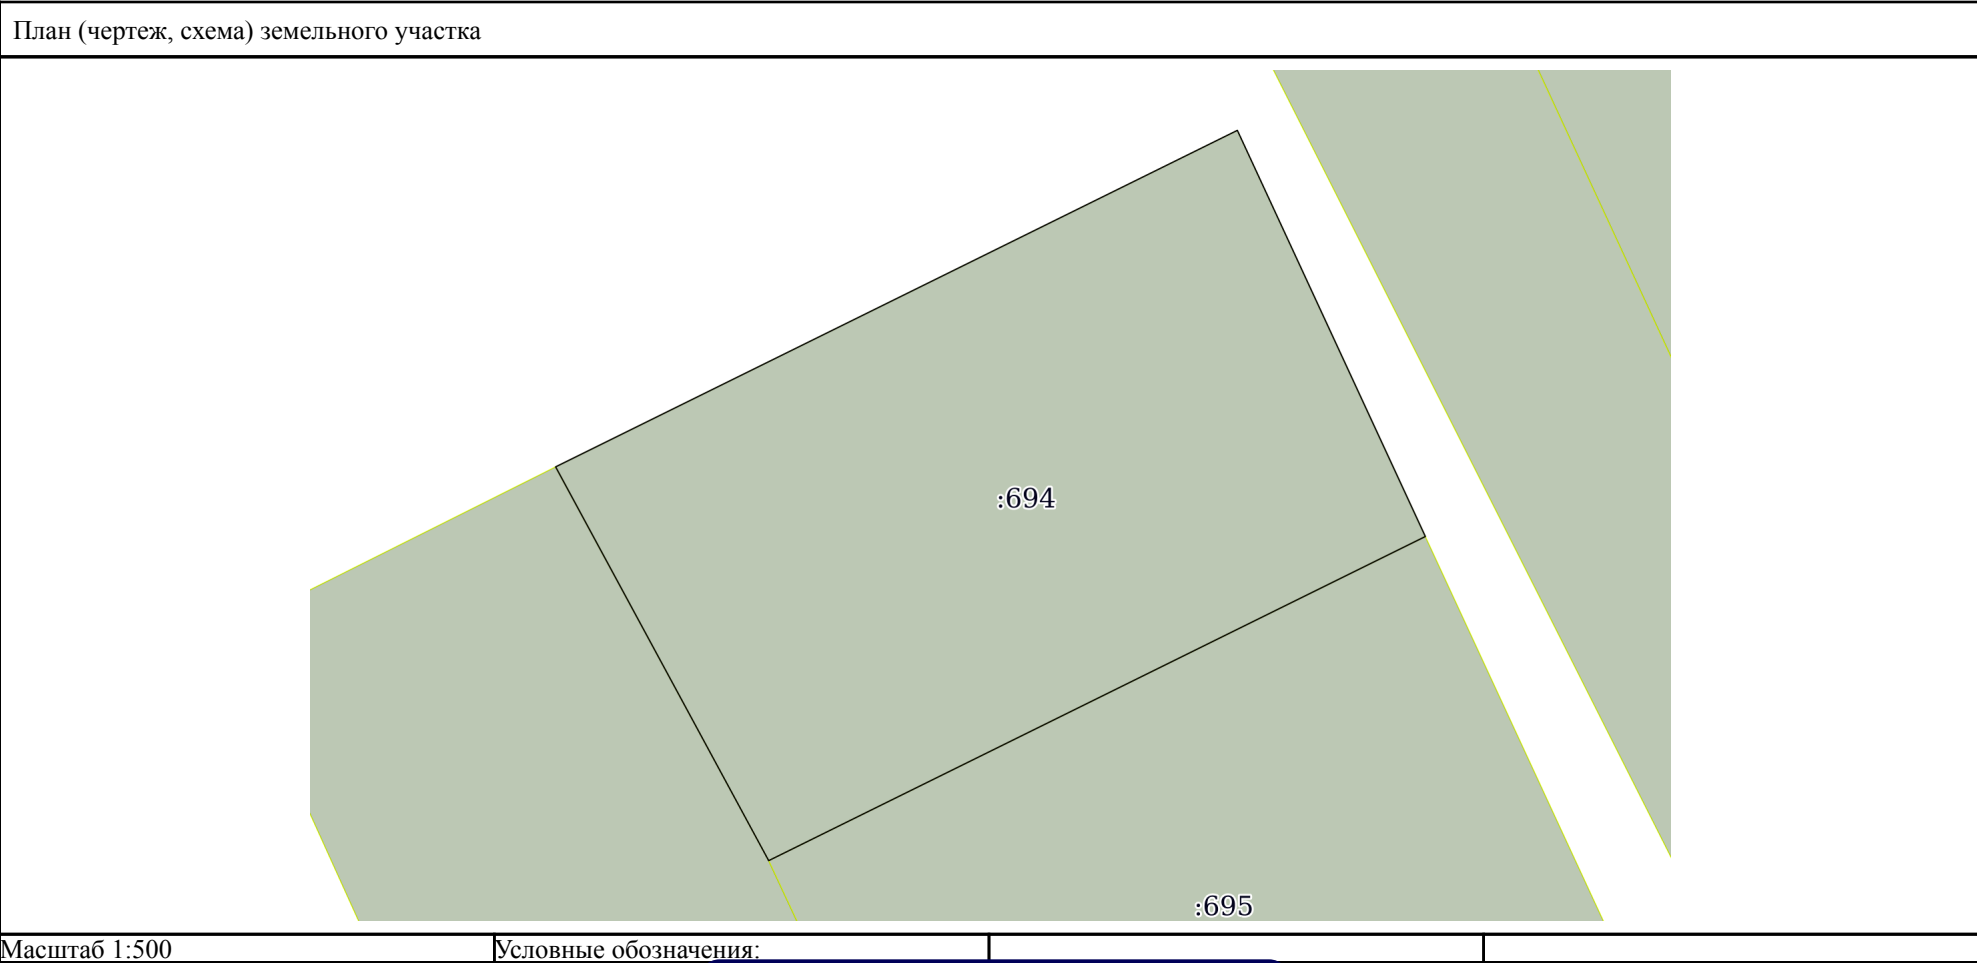 План (чертеж, схема) земельного участка
:694
:695
Масштаб 1:500
Условные обозначения: